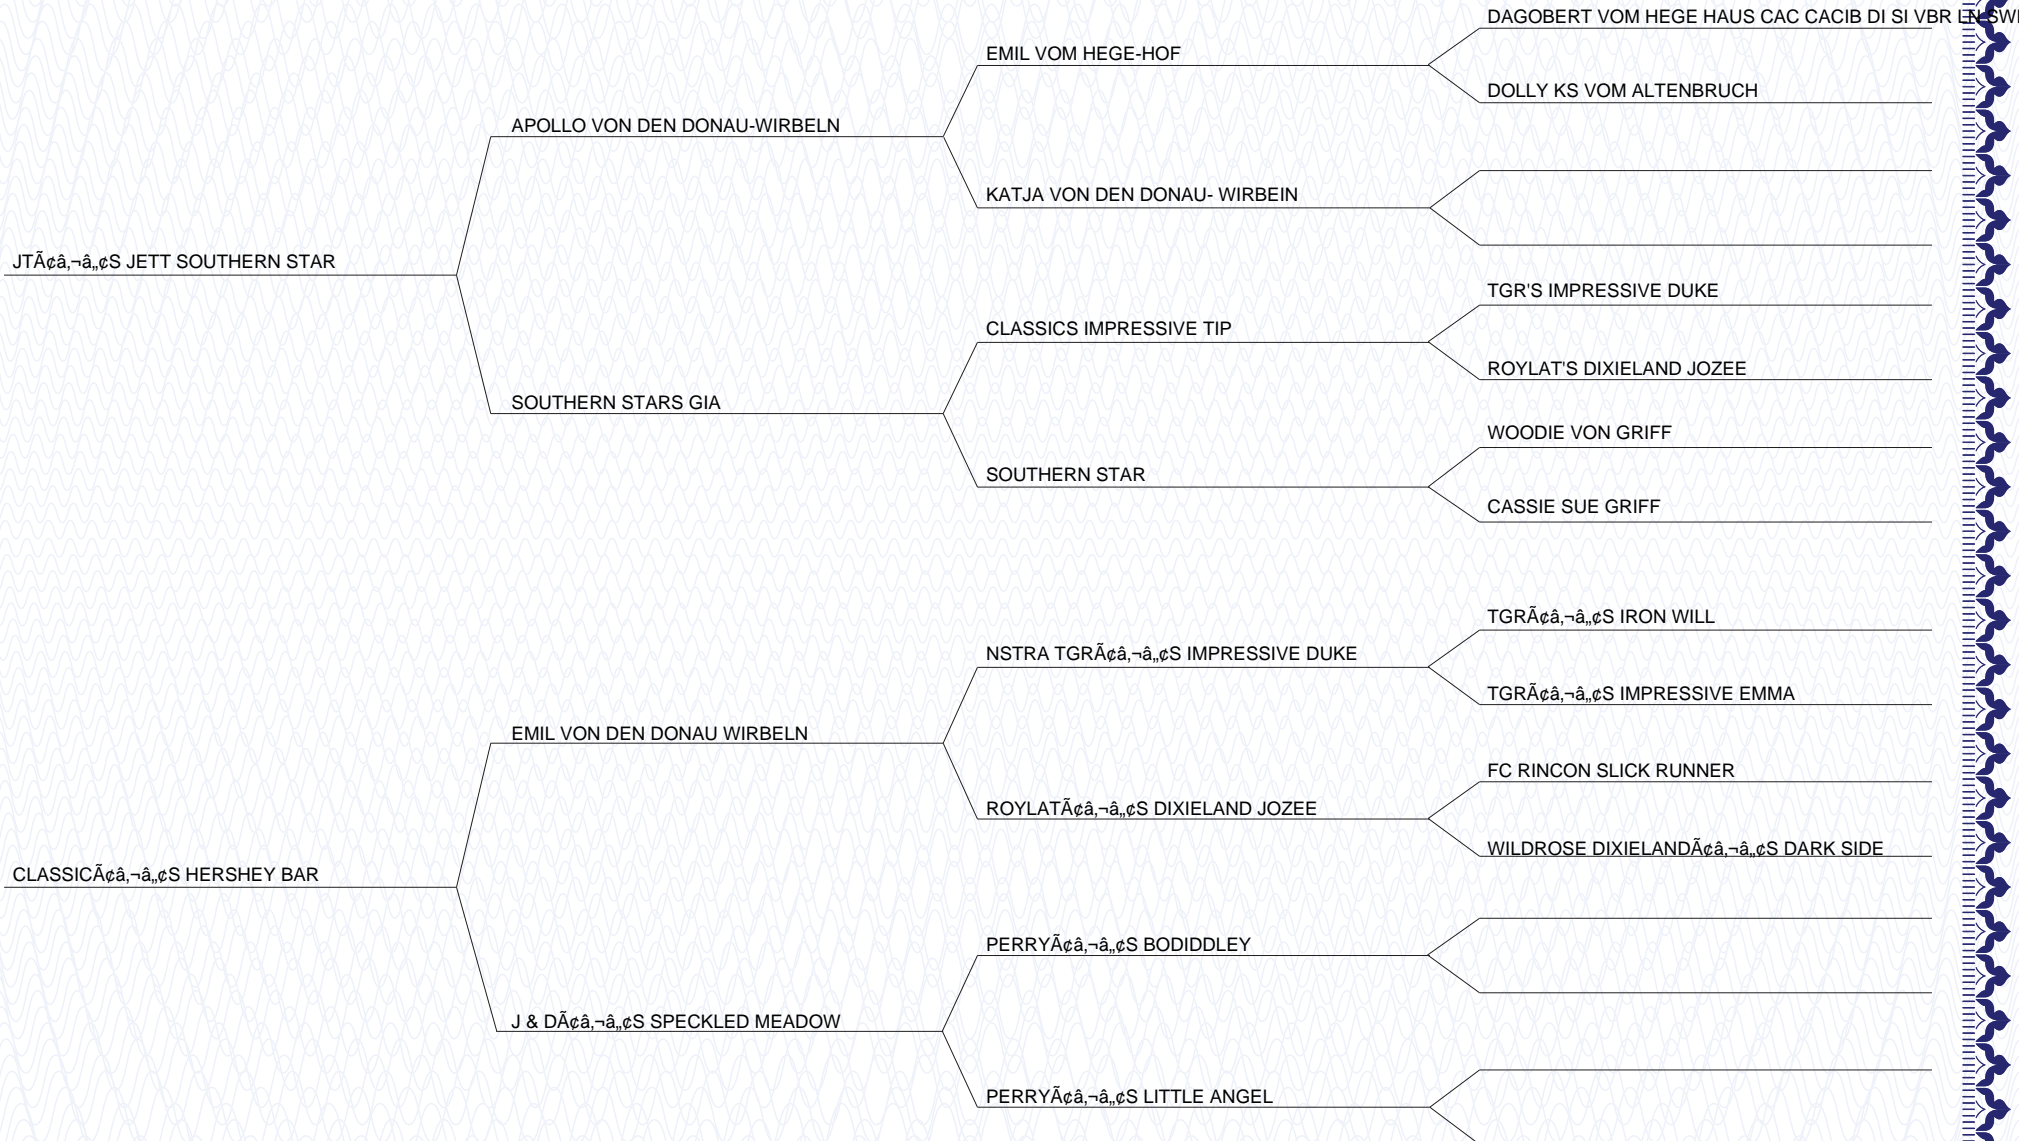 DAGOBERT VOM HEGE HAUS CAC CACIB DI SI VBR LN SW
EMIL VOM HEGE-HOF
DOLLY KS VOM ALTENBRUCH
APOLLO VON DEN DONAU-WIRBELN
KATJA VON DEN DONAU- WIRBEIN
JTÃ¢â‚¬â„¢S JETT SOUTHERN STAR
TGR'S IMPRESSIVE DUKE
CLASSICS IMPRESSIVE TIP
ROYLAT'S DIXIELAND JOZEE
SOUTHERN STARS GIA
WOODIE VON GRIFF
SOUTHERN STAR
CASSIE SUE GRIFF
TGRÃ¢â‚¬â„¢S IRON WILL
NSTRA TGRÃ¢â‚¬â„¢S IMPRESSIVE DUKE
TGRÃ¢â‚¬â„¢S IMPRESSIVE EMMA
EMIL VON DEN DONAU WIRBELN
FC RINCON SLICK RUNNER
ROYLATÃ¢â‚¬â„¢S DIXIELAND JOZEE
WILDROSE DIXIELANDÃ¢â‚¬â„¢S DARK SIDE
CLASSICÃ¢â‚¬â„¢S HERSHEY BAR
PERRYÃ¢â‚¬â„¢S BODIDDLEY
J & DÃ¢â‚¬â„¢S SPECKLED MEADOW
PERRYÃ¢â‚¬â„¢S LITTLE ANGEL